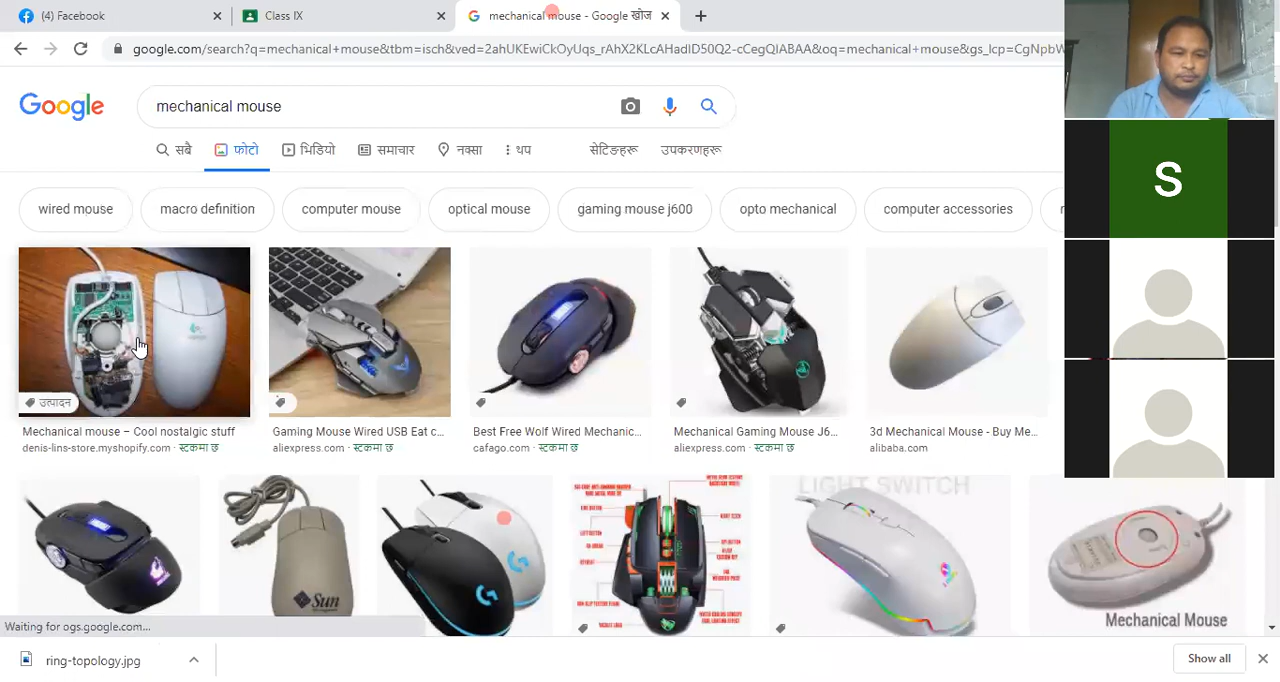 (4) Facebook
Class IX
mechanical mouse - Google खोज
google.com/search?q=mechanical+mouse&tbm=isch&ved=2ahUKEwiCkOyUqs_rAhX2KLcAHadID50Q2-cCegQIABAA&oq=mechanical+mouse&gs_lcp=CgNpbW
Google
mechanical mouse
सबै
फोटो
भिडियो
समाचार
नक्सा
थप
सेटिङहरू
उपकरणहरू
wired mouse
macro definition
computer mouse
optical mouse
gaming mouse j600
opto mechanical
computer accessories
S
उत्पादन
Mechanical mouse – Cool nostalgic stuff
denis-lins-store.myshopify.com · स्टकमा छ
Gaming Mouse Wired USB Eat c...
aliexpress.com · स्टकमा छ
Best Free Wolf Wired Mechanic...
cafago.com · स्टकमा छ
Mechanical Gaming Mouse J6...
aliexpress.com · स्टकमा छ
3d Mechanical Mouse - Buy Me...
alibaba.com
Sun
LIGHT SWITCH
Mechanical Mouse
Waiting for ogs.google.com...
ring-topology.jpg
Show all